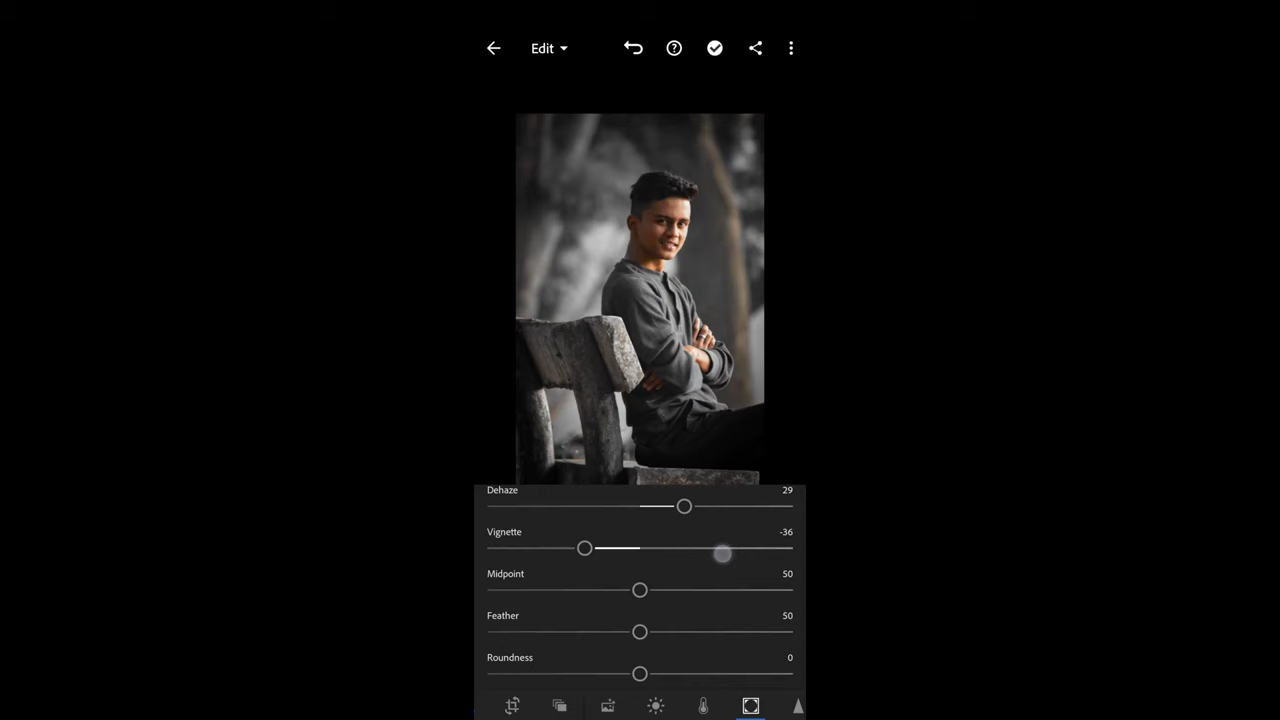 Edit
Dehaze 29
Vignette -36
Midpoint 50
Feather 50
Roundness 0